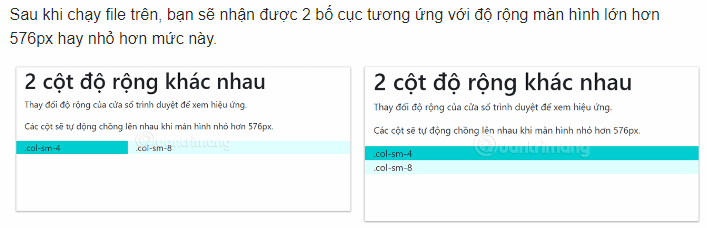 Sau khi chạy file trên, bạn sẽ nhận được 2 bố cục tương ứng với độ rộng màn hình lớn hơn
576px hay nhỏ hơn mức này.
2 cột độ rộng khác nhau
Thay đổi độ rộng của cửa sổ trình duyệt để xem hiệu ứng.
Các cột sẽ tự động chồng lên nhau khi màn hình nhỏ hơn 576px.
.col-sm-4 .col-sm-8
@quantrimang
2 cột độ rộng khác nhau
Thay đổi độ rộng của cửa sổ trình duyệt để xem hiệu ứng.
Các cột sẽ tự động chồng lên nhau khi màn hình nhỏ hơn 576px.
.col-sm-4
.col-sm-8
@quantrimang